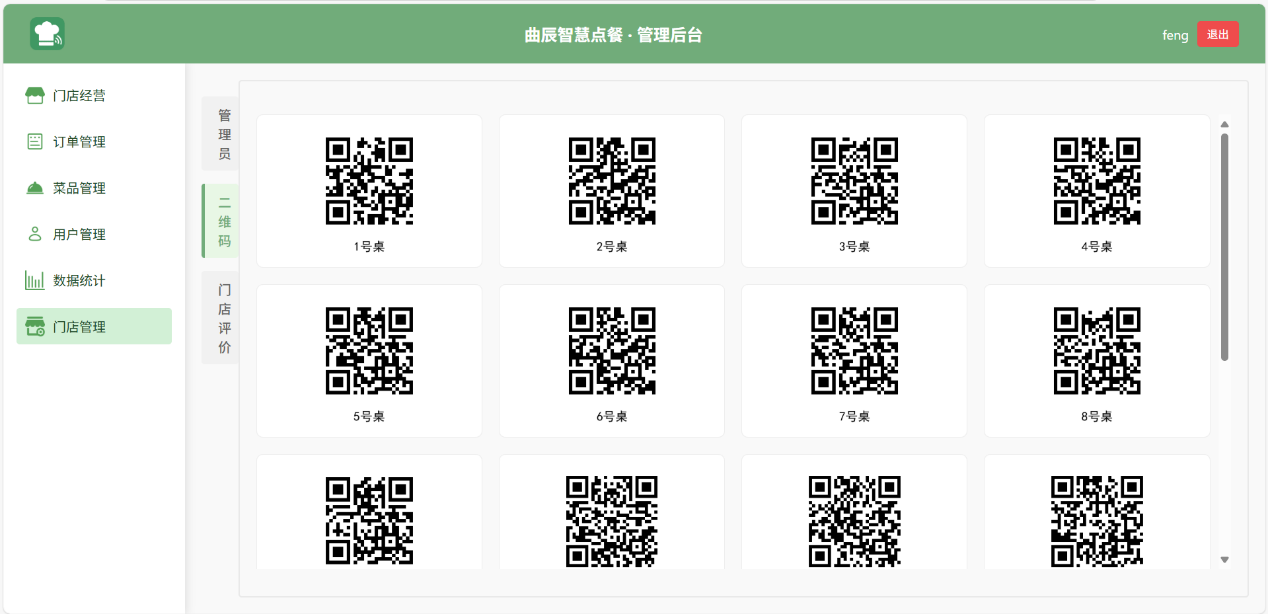 曲辰智慧点餐 · 管理后台
feng
退出
门店经营
订单管理
菜品管理
用户管理
数据统计
门店管理
管理员
二维码
门店评价
1号桌
2号桌
3号桌
4号桌
5号桌
6号桌
7号桌
8号桌